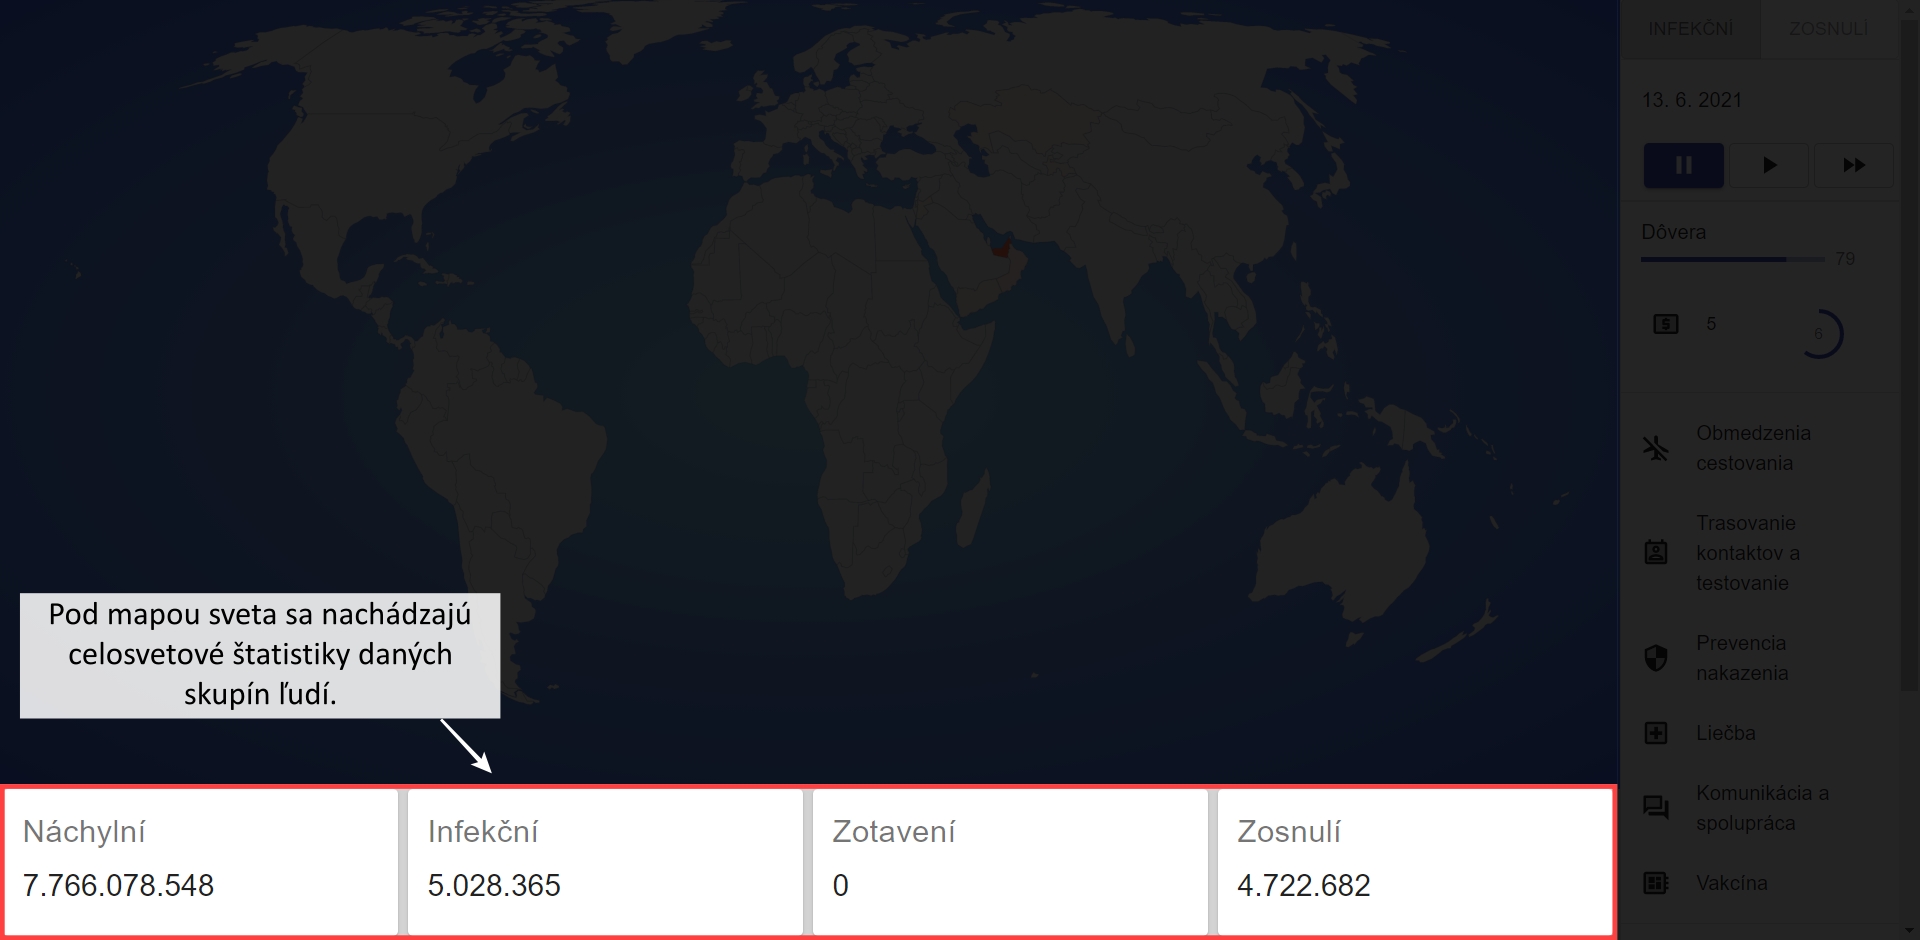 INFEKČNÍ
ZOSNULÍ
13. 6. 2021
Dôvera
79
5
6
Obmedzenia
cestovania
Trasovanie
kontaktov a
testovanie
Prevencia
nakazenia
Liečba
Komunikácia a
spolupráca
Vakcína
Pod mapou sveta sa nachádzajú
celosvetové štatistiky daných
skupín ľudí.
Náchylní
7.766.078.548
Infekční
5.028.365
Zotavení
0
Zosnulí
4.722.682